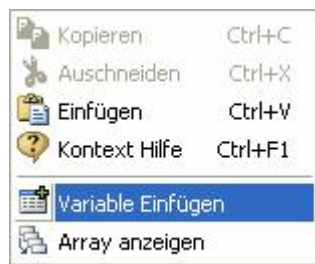 Kopieren Ctrl+C
Auschneiden Ctrl+X
Einfügen Ctrl+V
Kontext Hilfe Ctrl+F1
Variable Einfügen
Array anzeigen